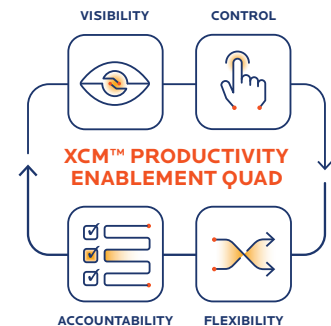 VISIBILITY
CONTROL
XCM™ PRODUCTIVITY
ENABLEMENT QUAD
ACCOUNTABILITY
FLEXIBILITY